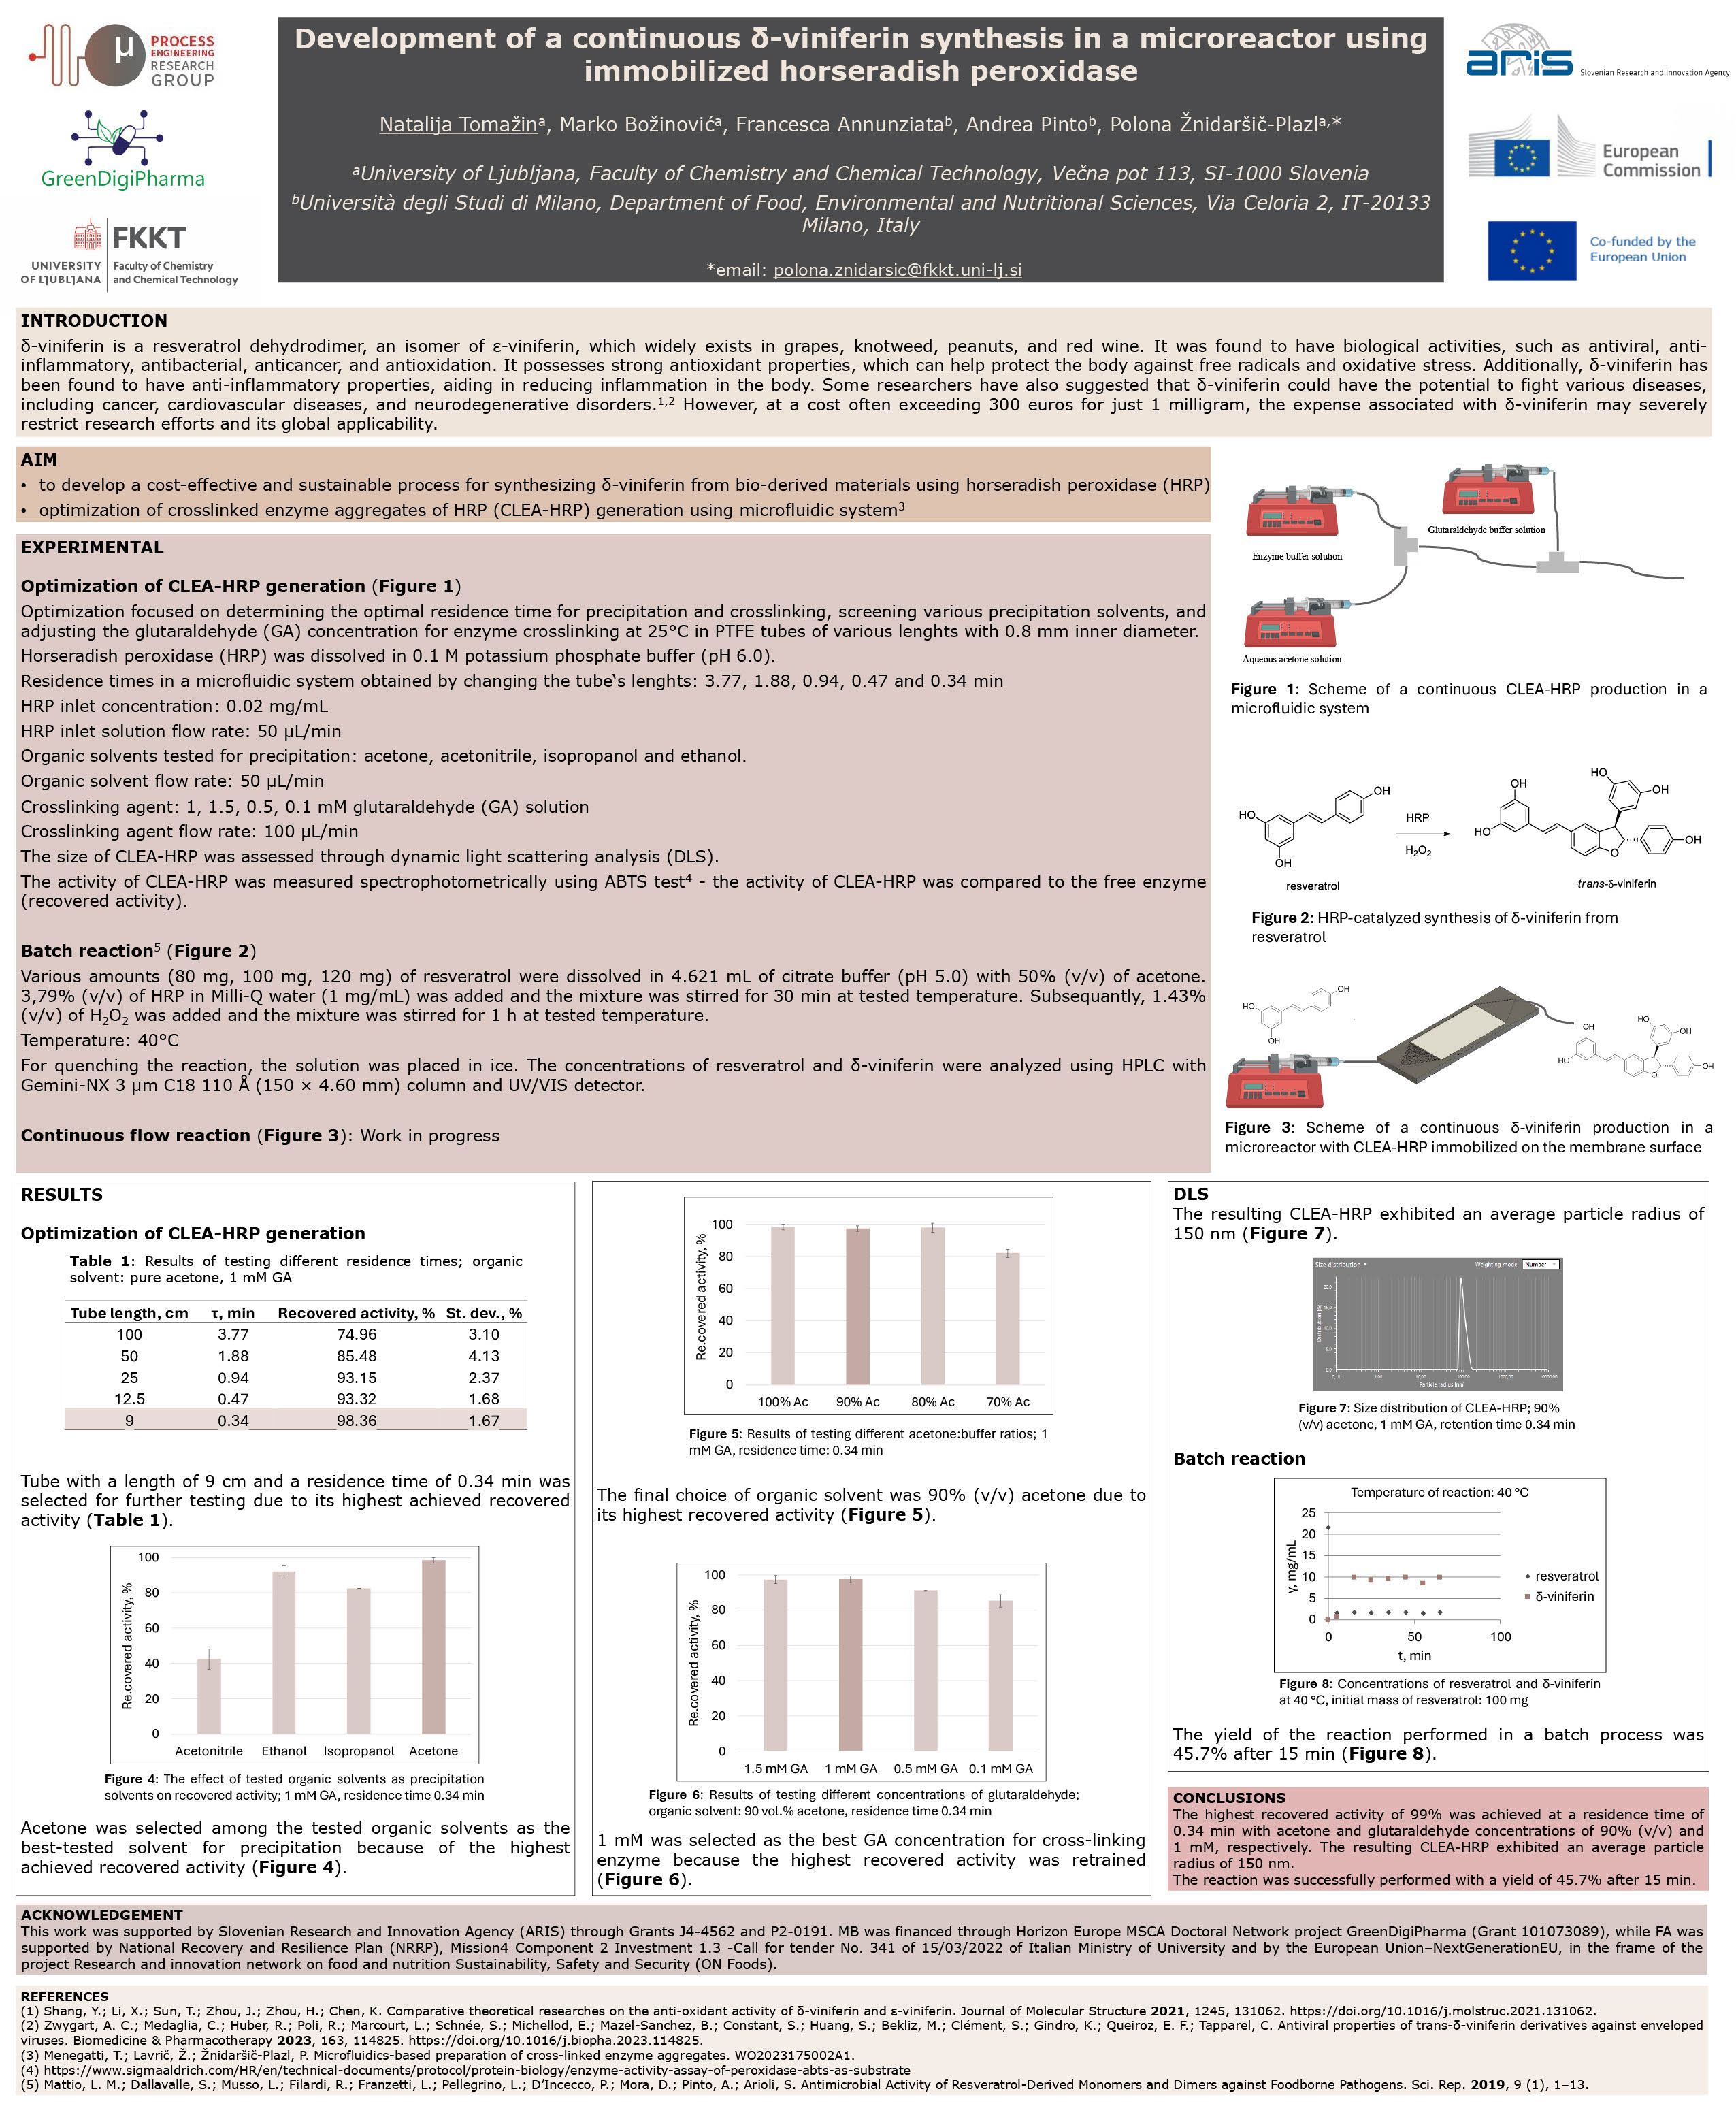 μ PROCESS
ENGINEERING
RESEARCH
GROUP
GreenDigiPharma
FKKT
UNIVERSITY
OF LJUBLJANA
Faculty of Chemistry
and Chemical Technology
Development of a continuous δ-viniferin synthesis in a microreactor using
immobilized horseradish peroxidase
Natalija Tomažinᵃ, Marko Božinovićᵃ, Francesca Annunziataᵇ, Andrea Pintoᵇ, Polona Žnidaršič-Plazlᵃ,*
ᵃUniversity of Ljubljana, Faculty of Chemistry and Chemical Technology, Večna pot 113, SI-1000 Slovenia
ᵇUniversità degli Studi di Milano, Department of Food, Environmental and Nutritional Sciences, Via Celoria 2, IT-20133
Milano, Italy
*email: polona.znidarsic@fkkt.uni-lj.si
aris Slovenian Research and Innovation Agency
European
Commission
Co-funded by the
European Union
INTRODUCTION
δ-viniferin is a resveratrol dehydrodimer, an isomer of ε-viniferin, which widely exists in grapes, knotweed, peanuts, and red wine. It was found to have biological activities, such as antiviral, anti-
inflammatory, antibacterial, anticancer, and antioxidation. It possesses strong antioxidant properties, which can help protect the body against free radicals and oxidative stress. Additionally, δ-viniferin has
been found to have anti-inflammatory properties, aiding in reducing inflammation in the body. Some researchers have also suggested that δ-viniferin could have the potential to fight various diseases,
including cancer, cardiovascular diseases, and neurodegenerative disorders.¹,² However, at a cost often exceeding 300 euros for just 1 milligram, the expense associated with δ-viniferin may severely
restrict research efforts and its global applicability.
AIM
• to develop a cost-effective and sustainable process for synthesizing δ-viniferin from bio-derived materials using horseradish peroxidase (HRP)
• optimization of crosslinked enzyme aggregates of HRP (CLEA-HRP) generation using microfluidic system³
EXPERIMENTAL
Optimization of CLEA-HRP generation (Figure 1)
Optimization focused on determining the optimal residence time for precipitation and crosslinking, screening various precipitation solvents, and
adjusting the glutaraldehyde (GA) concentration for enzyme crosslinking at 25°C in PTFE tubes of various lenghts with 0.8 mm inner diameter.
Horseradish peroxidase (HRP) was dissolved in 0.1 M potassium phosphate buffer (pH 6.0).
Residence times in a microfluidic system obtained by changing the tube‘s lenghts: 3.77, 1.88, 0.94, 0.47 and 0.34 min
HRP inlet concentration: 0.02 mg/mL
HRP inlet solution flow rate: 50 μL/min
Organic solvents tested for precipitation: acetone, acetonitrile, isopropanol and ethanol.
Organic solvent flow rate: 50 μL/min
Crosslinking agent: 1, 1.5, 0.5, 0.1 mM glutaraldehyde (GA) solution
Crosslinking agent flow rate: 100 μL/min
The size of CLEA-HRP was assessed through dynamic light scattering analysis (DLS).
The activity of CLEA-HRP was measured spectrophotometrically using ABTS test⁴ - the activity of CLEA-HRP was compared to the free enzyme
(recovered activity).
Batch reaction⁵ (Figure 2)
Various amounts (80 mg, 100 mg, 120 mg) of resveratrol were dissolved in 4.621 mL of citrate buffer (pH 5.0) with 50% (v/v) of acetone.
3,79% (v/v) of HRP in Milli-Q water (1 mg/mL) was added and the mixture was stirred for 30 min at tested temperature. Subsequantly, 1.43%
(v/v) of H₂O₂ was added and the mixture was stirred for 1 h at tested temperature.
Temperature: 40°C
For quenching the reaction, the solution was placed in ice. The concentrations of resveratrol and δ-viniferin were analyzed using HPLC with
Gemini-NX 3 μm C18 110 Å (150 × 4.60 mm) column and UV/VIS detector.
Continuous flow reaction (Figure 3): Work in progress
Enzyme buffer solution
Glutaraldehyde buffer solution
Aqueous acetone solution
Figure 1: Scheme of a continuous CLEA-HRP production in a
microfluidic system
HO
OH
OH
resveratrol
HRP
H₂O₂
OH
HO
HO
OH
O
OH
trans-δ-viniferin
Figure 2: HRP-catalyzed synthesis of δ-viniferin from
resveratrol
HO
OH
OH
OH
HO
HO
OH
O
OH
Figure 3: Scheme of a continuous δ-viniferin production in a
microreactor with CLEA-HRP immobilized on the membrane surface
RESULTS
Optimization of CLEA-HRP generation
Table 1: Results of testing different residence times; organic
solvent: pure acetone, 1 mM GA
Tube length, cm τ, min Recovered activity, % St. dev., %
100 3.77 74.96 3.10
50 1.88 85.48 4.13
25 0.94 93.15 2.37
12.5 0.47 93.32 1.68
9 0.34 98.36 1.67
Tube with a length of 9 cm and a residence time of 0.34 min was
selected for further testing due to its highest achieved recovered
activity (Table 1).
Re.covered activity, %
100
80
60
40
20
0
Acetonitrile Ethanol Isopropanol Acetone
Figure 4: The effect of tested organic solvents as precipitation
solvents on recovered activity; 1 mM GA, residence time 0.34 min
Acetone was selected among the tested organic solvents as the
best-tested solvent for precipitation because of the highest
achieved recovered activity (Figure 4).
Re.covered activity, %
100
80
60
40
20
0
100% Ac 90% Ac 80% Ac 70% Ac
Figure 5: Results of testing different acetone:buffer ratios; 1
mM GA, residence time: 0.34 min
The final choice of organic solvent was 90% (v/v) acetone due to
its highest recovered activity (Figure 5).
Re.covered activity, %
100
80
60
40
20
0
1.5 mM GA 1 mM GA 0.5 mM GA 0.1 mM GA
Figure 6: Results of testing different concentrations of glutaraldehyde;
organic solvent: 90 vol.% acetone, residence time 0.34 min
1 mM was selected as the best GA concentration for cross-linking
enzyme because the highest recovered activity was retrained
(Figure 6).
DLS
The resulting CLEA-HRP exhibited an average particle radius of
150 nm (Figure 7).
Size distribution Weighting model Number
Distribution [%]
Particle radius [nm]
Figure 7: Size distribution of CLEA-HRP; 90%
(v/v) acetone, 1 mM GA, retention time 0.34 min
Batch reaction
Temperature of reaction: 40 °C
γ, mg/mL
25
20
15
10
5
0
0 50 100
t, min
resveratrol
δ-viniferin
Figure 8: Concentrations of resveratrol and δ-viniferin
at 40 °C, initial mass of resveratrol: 100 mg
The yield of the reaction performed in a batch process was
45.7% after 15 min (Figure 8).
CONCLUSIONS
The highest recovered activity of 99% was achieved at a residence time of
0.34 min with acetone and glutaraldehyde concentrations of 90% (v/v) and
1 mM, respectively. The resulting CLEA-HRP exhibited an average particle
radius of 150 nm.
The reaction was successfully performed with a yield of 45.7% after 15 min.
ACKNOWLEDGEMENT
This work was supported by Slovenian Research and Innovation Agency (ARIS) through Grants J4-4562 and P2-0191. MB was financed through Horizon Europe MSCA Doctoral Network project GreenDigiPharma (Grant 101073089), while FA was
supported by National Recovery and Resilience Plan (NRRP), Mission4 Component 2 Investment 1.3 -Call for tender No. 341 of 15/03/2022 of Italian Ministry of University and by the European Union–NextGenerationEU, in the frame of the
project Research and innovation network on food and nutrition Sustainability, Safety and Security (ON Foods).
REFERENCES
(1) Shang, Y.; Li, X.; Sun, T.; Zhou, J.; Zhou, H.; Chen, K. Comparative theoretical researches on the anti-oxidant activity of δ-viniferin and ε-viniferin. Journal of Molecular Structure 2021, 1245, 131062. https://doi.org/10.1016/j.molstruc.2021.131062.
(2) Zwygart, A. C.; Medaglia, C.; Huber, R.; Poli, R.; Marcourt, L.; Schnée, S.; Michellod, E.; Mazel-Sanchez, B.; Constant, S.; Huang, S.; Bekliz, M.; Clément, S.; Gindro, K.; Queiroz, E. F.; Tapparel, C. Antiviral properties of trans-δ-viniferin derivatives against enveloped
viruses. Biomedicine & Pharmacotherapy 2023, 163, 114825. https://doi.org/10.1016/j.biopha.2023.114825.
(3) Menegatti, T.; Lavrič, Ž.; Žnidaršič-Plazl, P. Microfluidics-based preparation of cross-linked enzyme aggregates. WO2023175002A1.
(4) https://www.sigmaaldrich.com/HR/en/technical-documents/protocol/protein-biology/enzyme-activity-assay-of-peroxidase-abts-as-substrate
(5) Mattio, L. M.; Dallavalle, S.; Musso, L.; Filardi, R.; Franzetti, L.; Pellegrino, L.; D’Incecco, P.; Mora, D.; Pinto, A.; Arioli, S. Antimicrobial Activity of Resveratrol-Derived Monomers and Dimers against Foodborne Pathogens. Sci. Rep. 2019, 9 (1), 1–13.